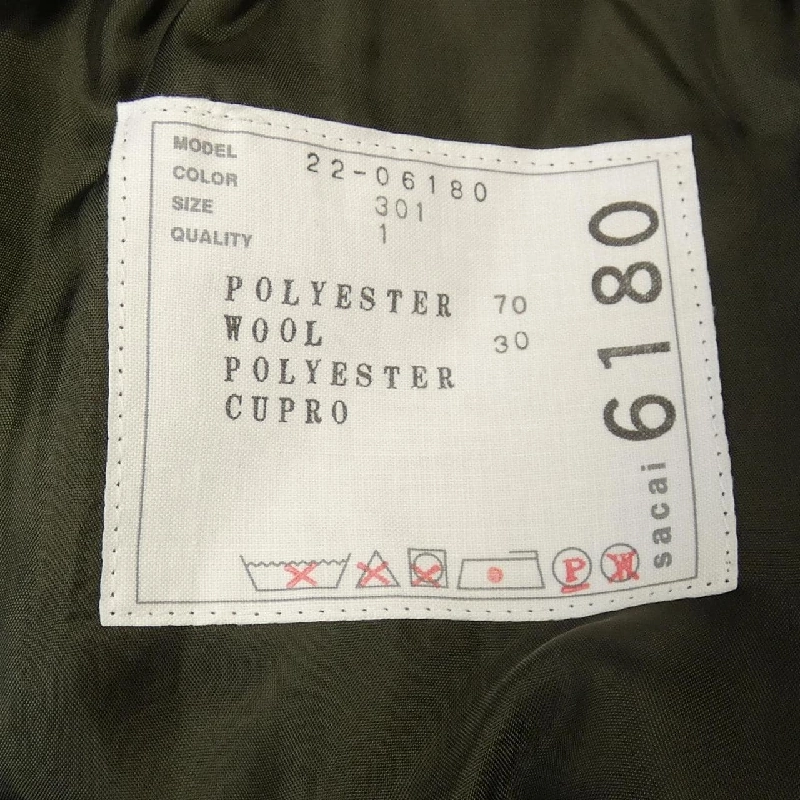 MODEL 22-06180
COLOR 301
SIZE 1
QUALITY
POLYESTER 70
WOOL 30
POLYESTER
CUPRO
P W
sacai 6180